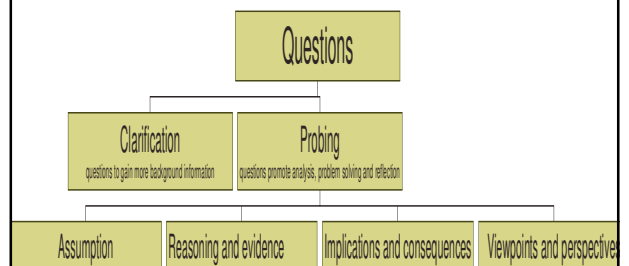 Questions
Clarification
questions to gain more background information
Probing
questions promote analysis, problem solving and reflection
Assumption
Reasoning and evidence
Implications and consequences
Viewpoints and perspectives